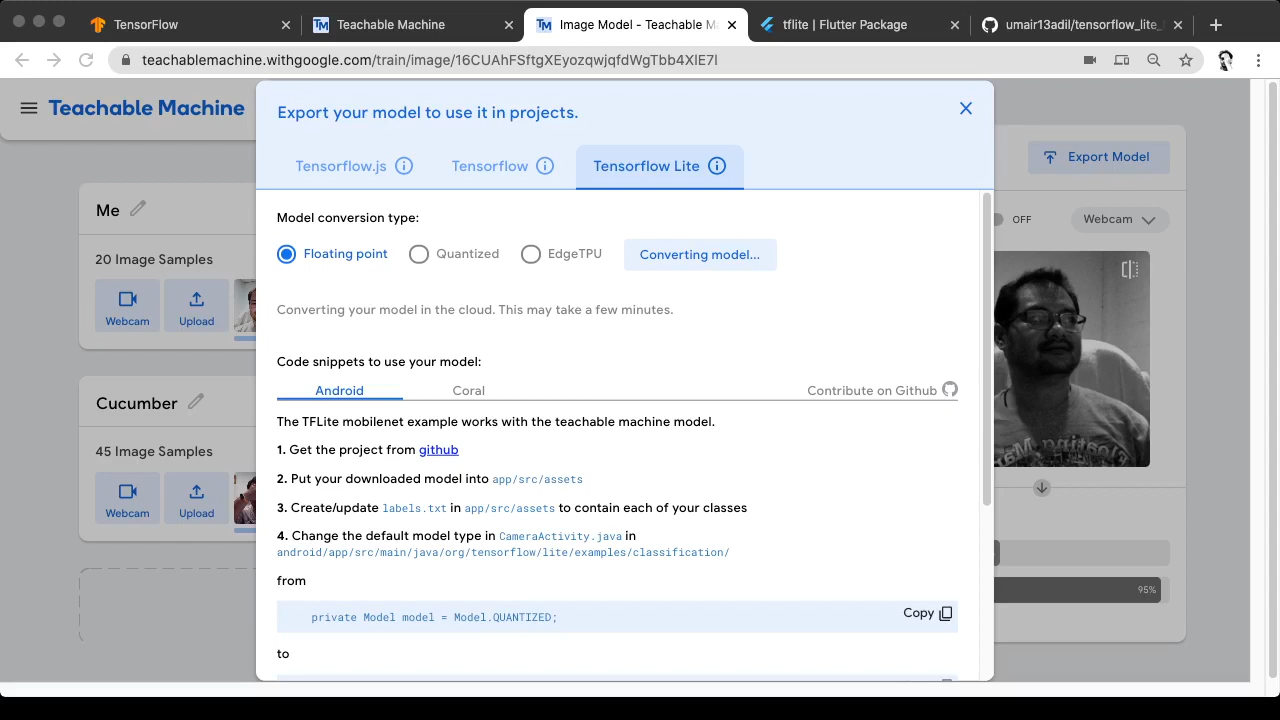 TensorFlow
Teachable Machine
Image Model - Teachable Ma
tflite | Flutter Package
umair13adil/tensorflow_lite_
teachablemachine.withgoogle.com/train/image/16CUAhFSftgXEyozqwjqfdWgTbb4XlE7l
Teachable Machine
Export your model to use it in projects.
Tensorflow.js
Tensorflow
Tensorflow Lite
Export Model
Model conversion type:
Floating point
Quantized
EdgeTPU
Converting model...
Converting your model in the cloud. This may take a few minutes.
Code snippets to use your model:
Android
Coral
Contribute on Github
The TFLite mobilenet example works with the teachable machine model.
1. Get the project from github
2. Put your downloaded model into app/src/assets
3. Create/update labels.txt in app/src/assets to contain each of your classes
4. Change the default model type in CameraActivity.java in
android/app/src/main/java/org/tensorflow/lite/examples/classification/
from
private Model model = Model.QUANTIZED;
Copy
to
Me
20 Image Samples
Webcam
Upload
Cucumber
45 Image Samples
Webcam
Upload
OFF
Webcam
95%